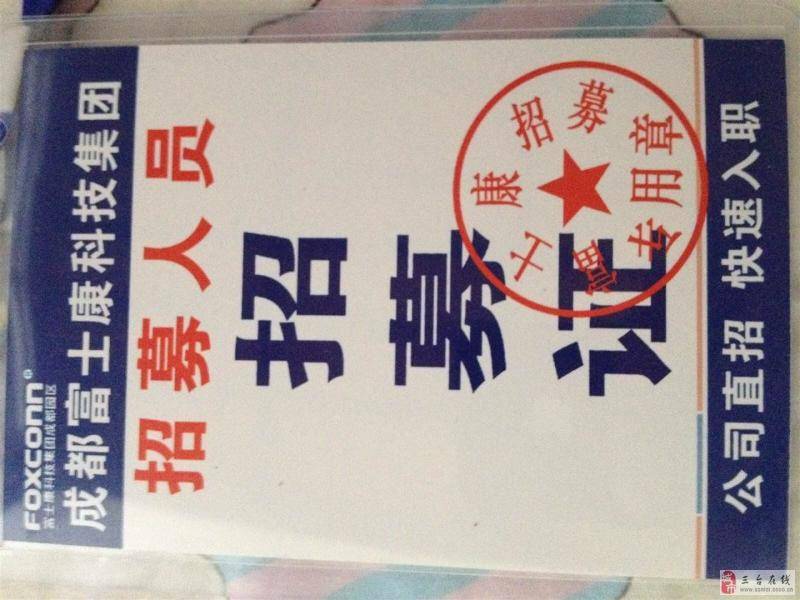 FOXCONN®
富士康科技集团成都园区
成都富士康科技集团
招募人员
招募证
富士康招募
专用章
公司直招 快速入职
三台在线